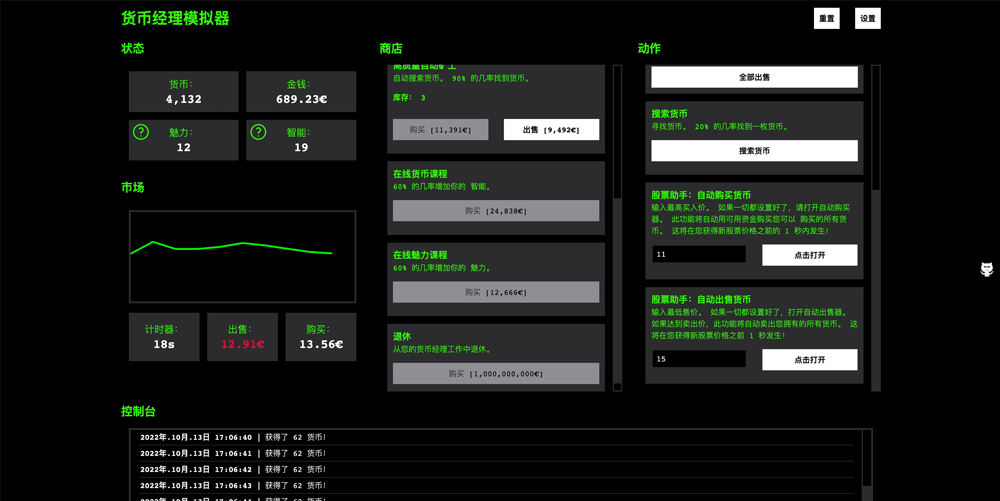 货币经理模拟器
重置
设置
状态
货币:
4,132
金钱:
689.23€
魅力:
12
智能:
19
市场
计时器:
18s
出售:
12.91€
购买:
13.56€
商店
高质量自动矿工
自动搜索货币。 90% 的几率找到货币。
库存: 3
购买 [11,391€]
出售 [9,492€]
在线货币课程
60% 的几率增加你的 智能。
购买 [24,838€]
在线魅力课程
60% 的几率增加你的 魅力。
购买 [12,666€]
退休
从您的货币经理工作中退休。
购买 [1,000,000,000€]
动作
全部出售
搜索货币
寻找货币。 20% 的几率找到一枚货币。
搜索货币
股票助手: 自动购买货币
输入最高买入价。 如果一切都设置好了, 请打开自动购买
器。 此功能将自动用可用资金购买您可以 购买的所有货
币。 这将在您获得新股票价格之前的 1 秒内发生!
11
点击打开
股票助手: 自动出售货币
输入最低售价。 如果一切都设置好了, 打开自动出售器。
如果达到卖出价, 此功能将自动卖出您拥有的所有货币。 这
将在您获得新股票价格之前 1 秒发生!
15
点击打开
控制台
2022年.10月.13日 17:06:40 | 获得了 62 货币!
2022年.10月.13日 17:06:41 | 获得了 62 货币!
2022年.10月.13日 17:06:42 | 获得了 62 货币!
2022年.10月.13日 17:06:43 | 获得了 62 货币!